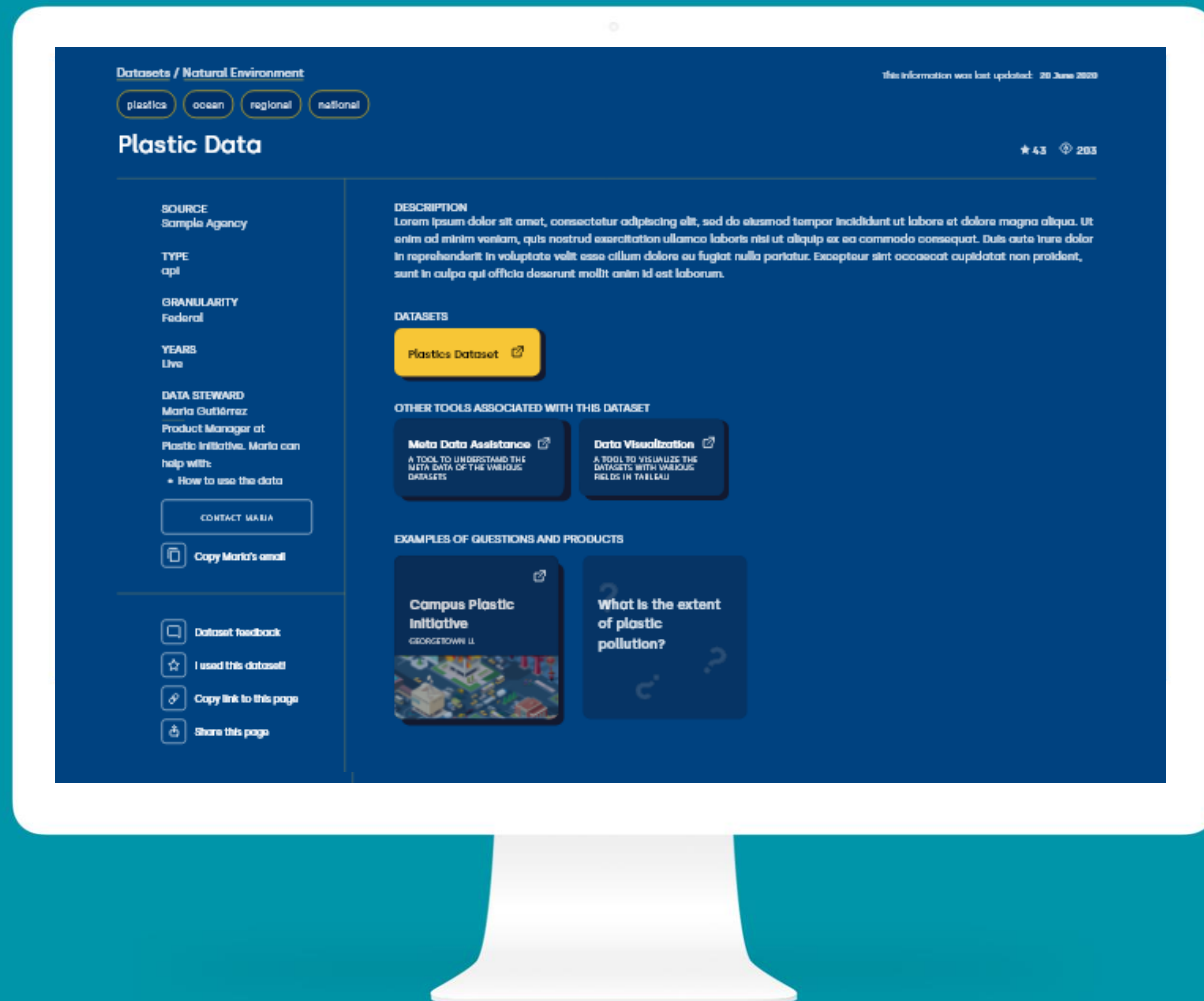 Datasets / Natural Environment
This information was last updated: 20 June 2020
plastics ocean regional national
Plastic Data
43 203
SOURCE
Sample Agency
TYPE
api
GRANULARITY
Federal
YEARS
Live
DATA STEWARD
Maria Gutiérrez
Product Manager at
Plastic Initiative. Maria can
help with:
• How to use the data
CONTACT MARIA
Copy Maria's email
Dataset feedback
I used this dataset!
Copy link to this page
Share this page
DESCRIPTION
Lorem ipsum dolor sit amet, consectetur adipiscing elit, sed do eiusmod tempor incididunt ut labore et dolore magna aliqua. Ut
enim ad minim veniam, quis nostrud exercitation ullamco laboris nisi ut aliquip ex ea commodo consequat. Duis aute irure dolor
in reprehenderit in voluptate velit esse cillum dolore eu fugiat nulla pariatur. Excepteur sint occaecat cupidatat non proident,
sunt in culpa qui officia deserunt mollit anim id est laborum.
DATASETS
Plastics Dataset
OTHER TOOLS ASSOCIATED WITH THIS DATASET
Meta Data Assistance
A TOOL TO UNDERSTAND THE
META DATA OF THE VARIOUS
DATASETS
Data Visualization
A TOOL TO VISUALIZE THE
DATASETS WITH VARIOUS
FIELDS IN TABLEAU
EXAMPLES OF QUESTIONS AND PRODUCTS
Campus Plastic
Initiative
GEORGETOWN U.
What is the extent
of plastic
pollution?